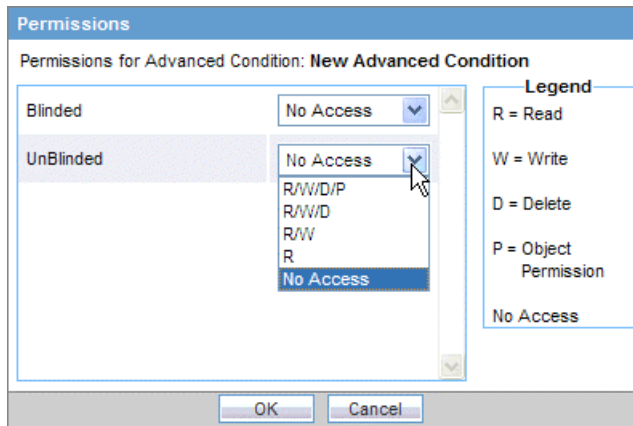 Permissions
Permissions for Advanced Condition: New Advanced Condition
Blinded
No Access
UnBlinded
No Access
R/W/D/P
R/W/D
R/W
R
No Access
Legend
R = Read
W = Write
D = Delete
P = Object
Permission
No Access
OK
Cancel